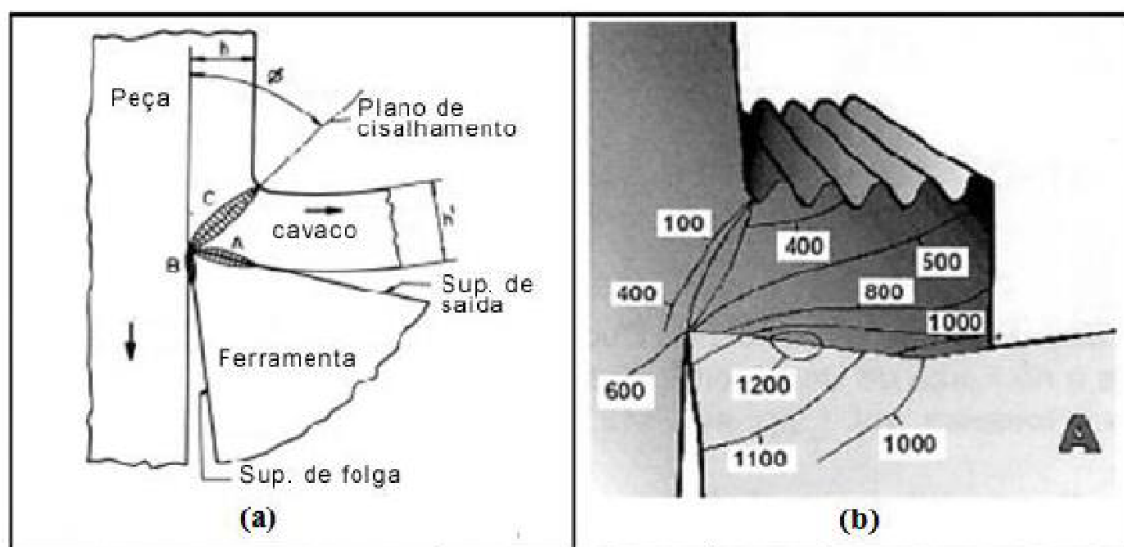 h
ø
Peça
Plano de
cisalhamento
C
cavaco
h'
A
B
Sup. de
saída
Ferramenta
Sup. de folga
(a)
100
400
500
400
800
1000
600
1200
1100
1000
A
(b)